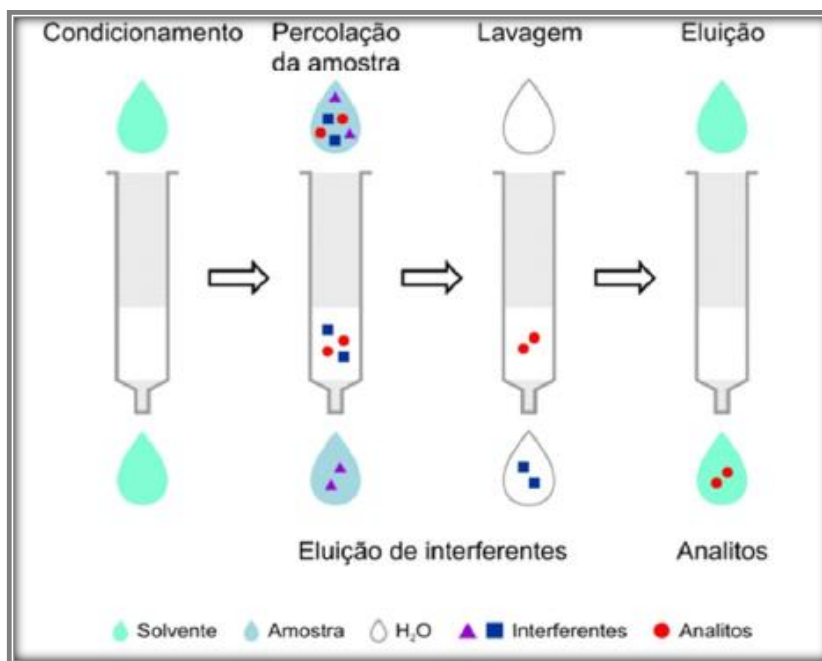 Condicionamento
Percolação
da amostra
Lavagem
Eluição
Eluição de interferentes
Analitos
Solvente
Amostra
H₂O
Interferentes
Analitos